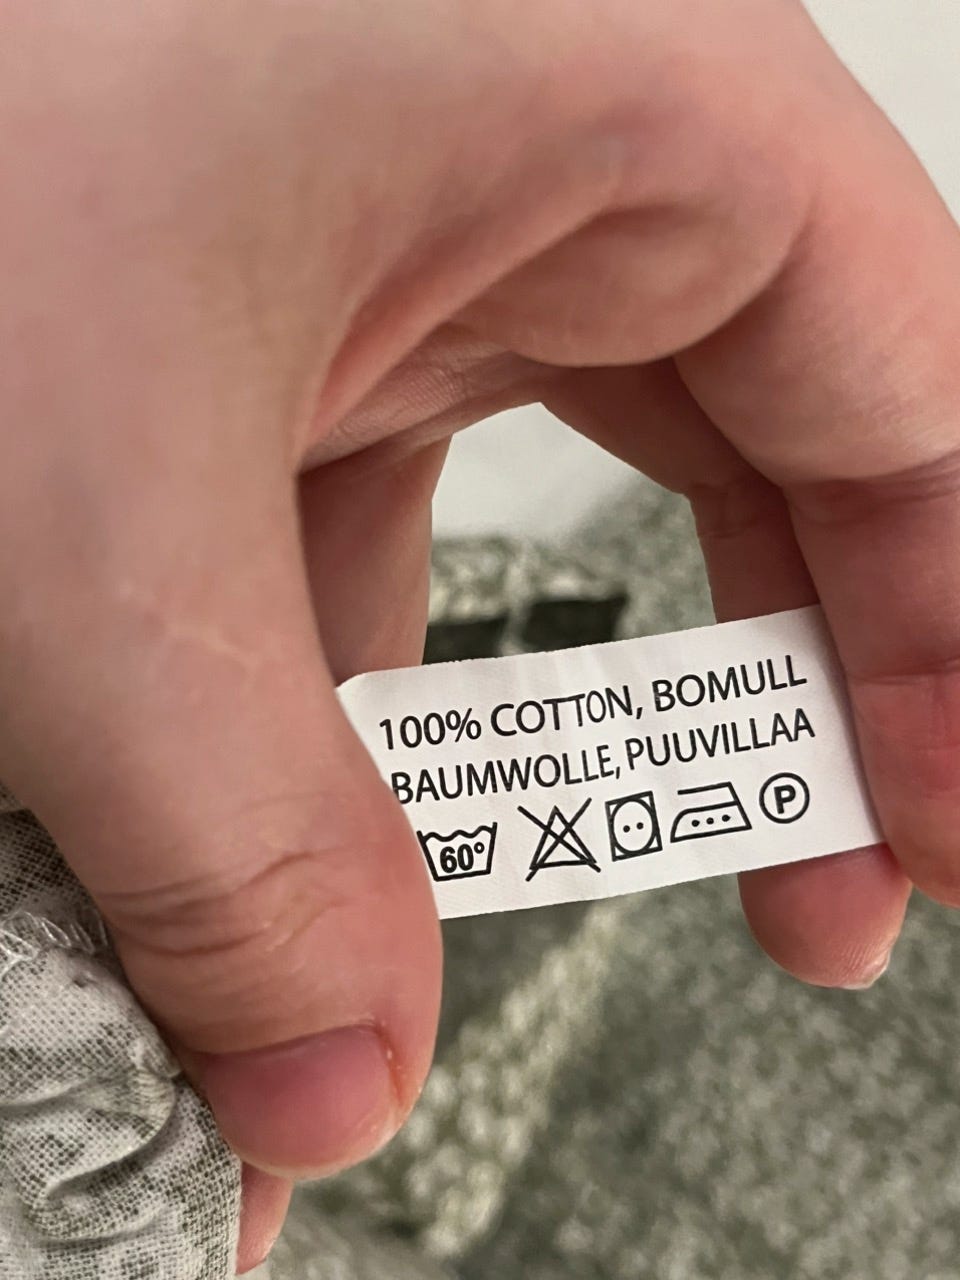 100% COTTON, BOMULL
BAUMWOLLE, PUUVILLAA
60° P